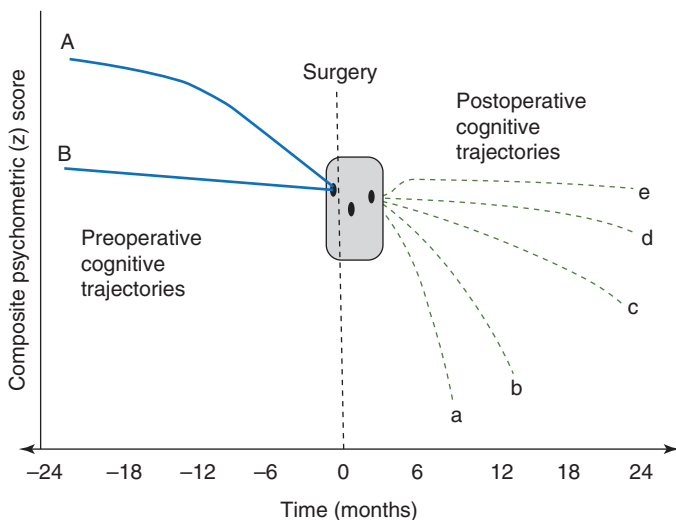 A
Surgery
Postoperative
cognitive
trajectories
B
Preoperative
cognitive
trajectories
Composite psychometric (z) score
e
d
c
b
a
–24 –18 –12 –6 0 6 12 18 24
Time (months)